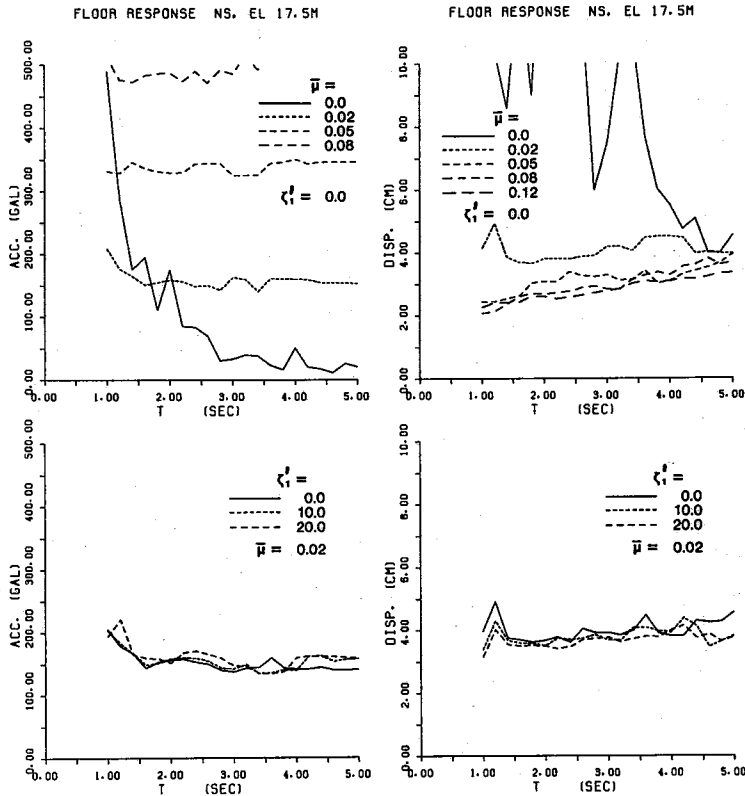 FLOOR RESPONSE NS. EL 17.5M
500.00
400.00
300.00
200.00
100.00
0.00
ACC. (GAL)
μ̄ =
0.0
0.02
0.05
0.08
ζ₁ᶩ = 0.0
0.00 1.00 2.00 3.00 4.00 5.00
T (SEC)
FLOOR RESPONSE NS. EL 17.5M
10.00
8.00
6.00
4.00
2.00
0.00
DISP. (CM)
μ̄ =
0.0
0.02
0.05
0.08
0.12
ζ₁ᶩ = 0.0
0.00 1.00 2.00 3.00 4.00 5.00
T (SEC)
500.00
400.00
300.00
200.00
100.00
0.00
ACC. (GAL)
ζ₁ᶩ =
0.0
10.0
20.0
μ̄ = 0.02
0.00 1.00 2.00 3.00 4.00 5.00
T (SEC)
10.00
8.00
6.00
4.00
2.00
0.00
DISP. (CM)
ζ₁ᶩ =
0.0
10.0
20.0
μ̄ = 0.02
0.00 1.00 2.00 3.00 4.00 5.00
T (SEC)